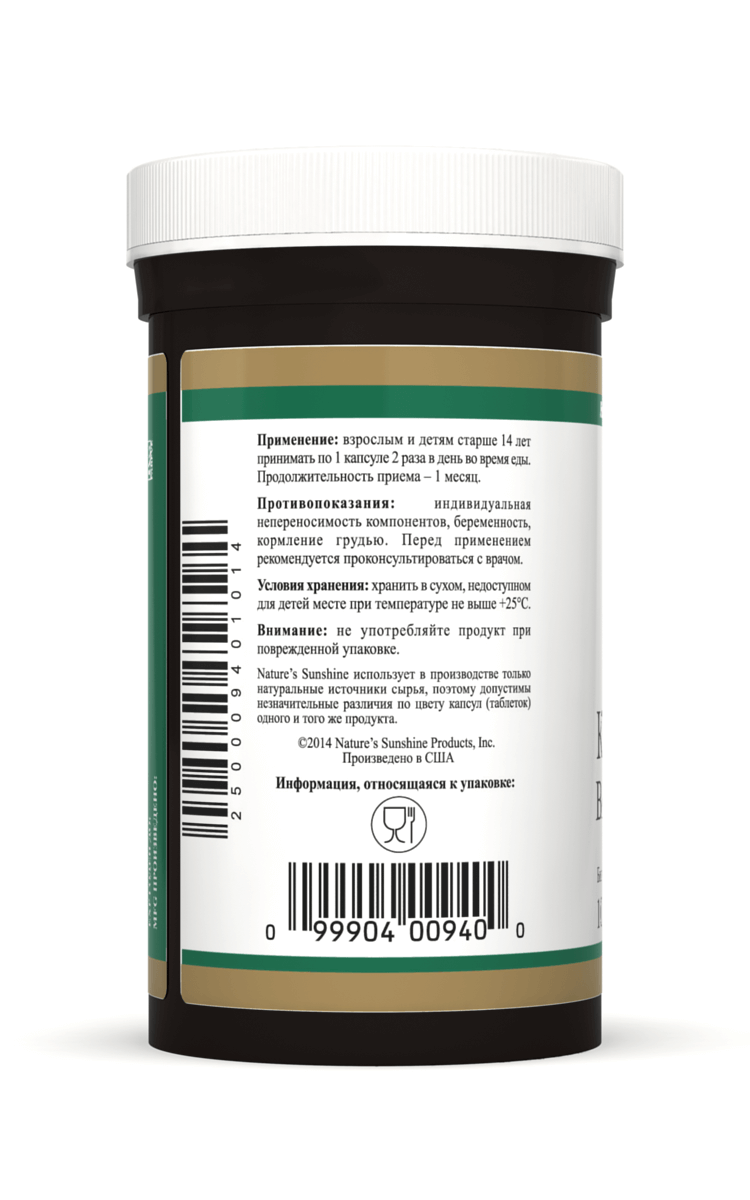 Применение: взрослым и детям старше 14 лет
принимать по 1 капсуле 2 раза в день во время еды.
Продолжительность приема – 1 месяц.
Противопоказания: индивидуальная
непереносимость компонентов, беременность,
кормление грудью. Перед применением
рекомендуется проконсультироваться с врачом.
Условия хранения: хранить в сухом, недоступном
для детей месте при температуре не выше +25°C.
Внимание: не употребляйте продукт при
поврежденной упаковке.
Nature's Sunshine использует в производстве только
натуральные источники сырья, поэтому допустимы
незначительные различия по цвету капсул (таблеток)
одного и того же продукта.
©2014 Nature's Sunshine Products, Inc.
Произведено в США
Информация, относящаяся к упаковке:
0 99904 00940 0
250009401014
MFG ПРОИЗВЕДЕНО: